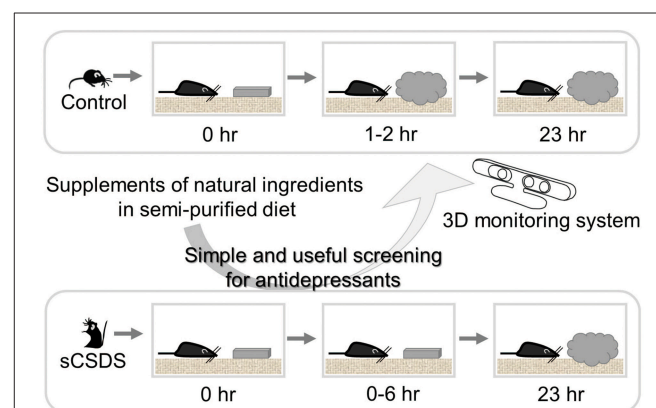 Control
0 hr
1-2 hr
23 hr
Supplements of natural ingredients
in semi-purified diet
3D monitoring system
Simple and useful screening
for antidepressants
sCSDS
0 hr
0-6 hr
23 hr